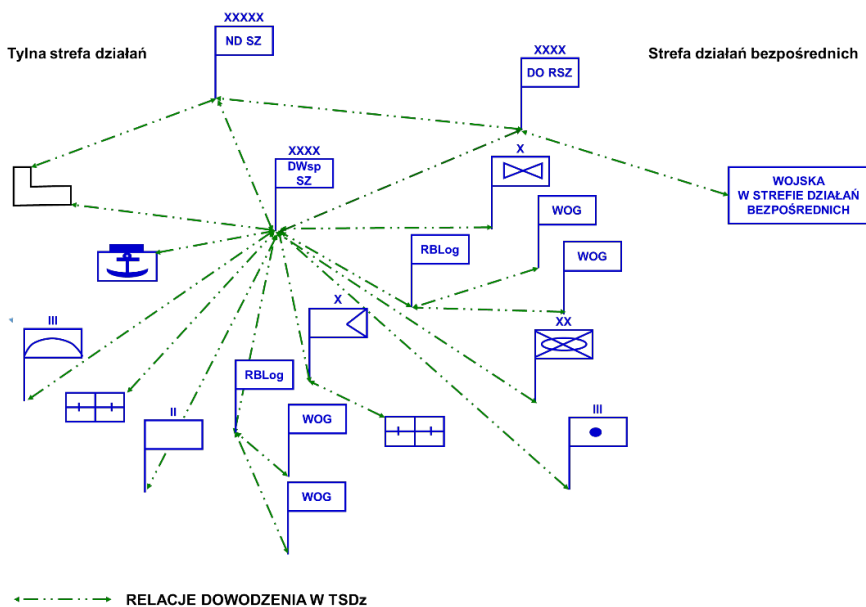 XXXXX
ND SZ
Tylna strefa działań
XXXX
Strefa działań bezpośrednich
DO RSZ
XXXX
DWsp
SZ
X
WOJSKA
W STREFIE DZIAŁAŃ
BEZPOŚREDNICH
WOG
RBLog
WOG
X
III
XX
RBLog
II
WOG
III
WOG
RELACJE DOWODZENIA W TSDz